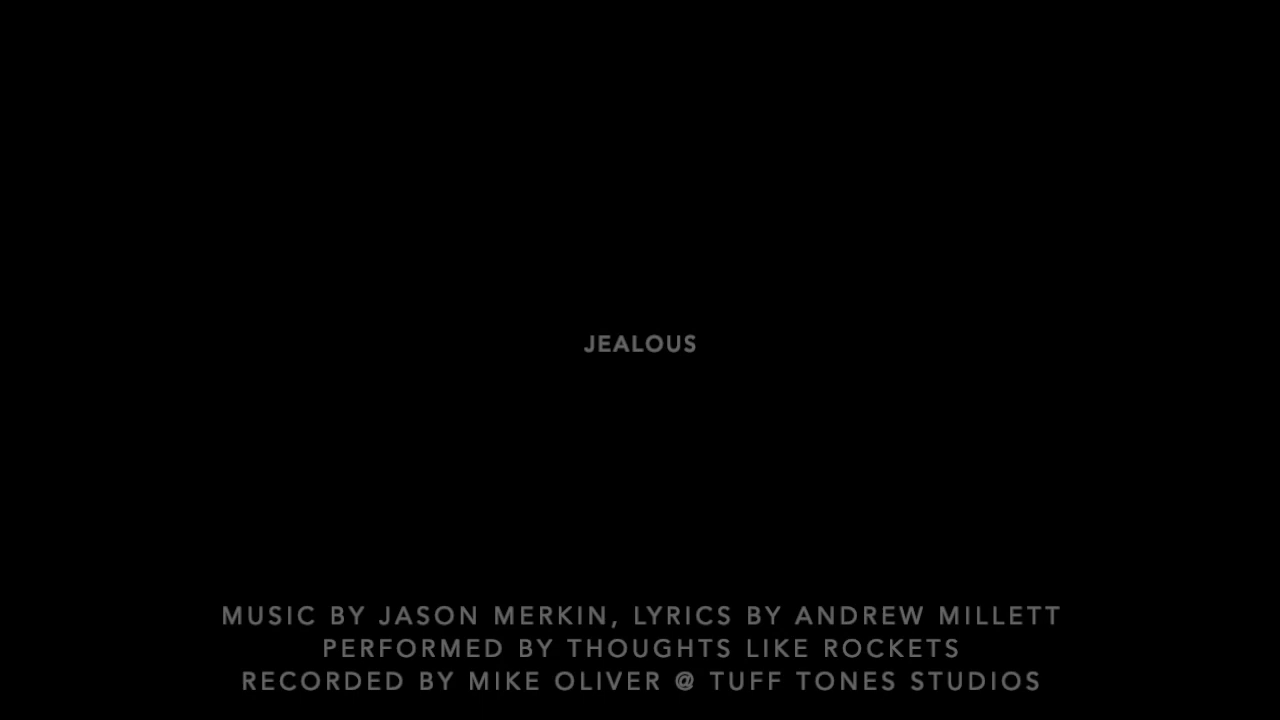 JEALOUS
MUSIC BY JASON MERKIN, LYRICS BY ANDREW MILLETT
PERFORMED BY THOUGHTS LIKE ROCKETS
RECORDED BY MIKE OLIVER @ TUFF TONES STUDIOS